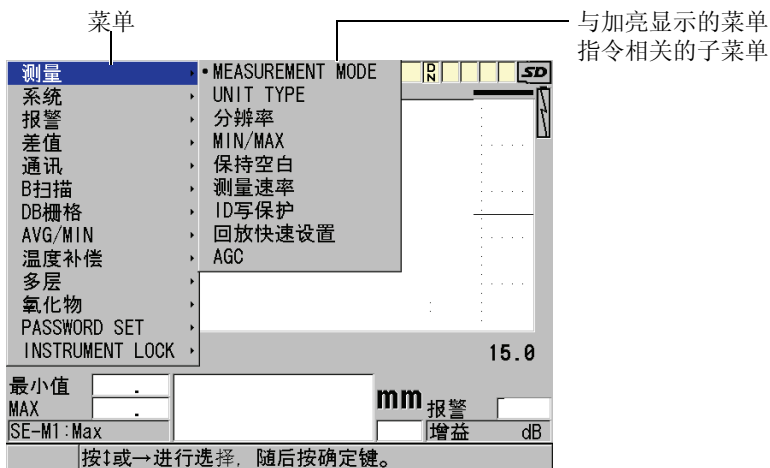 菜单
与加亮显示的菜单
指令相关的子菜单
测量
系统
报警
差值
通讯
B扫描
DB栅格
AVG/MIN
温度补偿
多层
氧化物
PASSWORD SET
INSTRUMENT LOCK
•MEASUREMENT MODE
UNIT TYPE
分辨率
MIN/MAX
保持空白
测量速率
ID写保护
回放快速设置
AGC
DN
SD
15.0
最小值 .
MAX .
mm
报警
SE-M1:Max
增益 dB
按↕或→进行选择，随后按确定键。